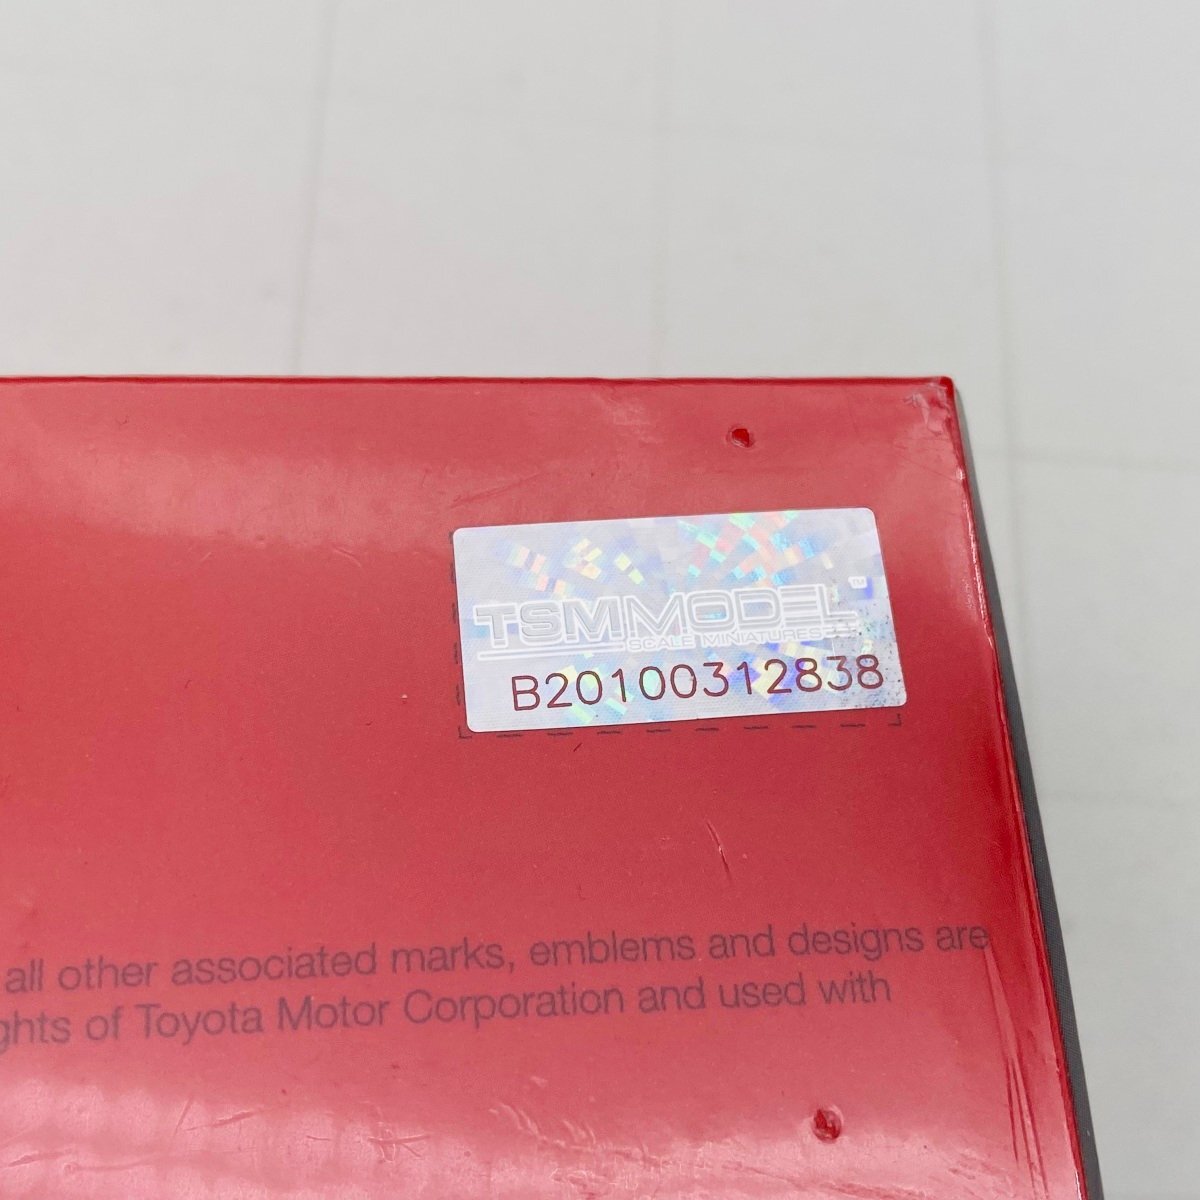 TSMMODEL™
SCALE MINIATURES
B20100312838
all other associated marks, emblems and designs are
ghts of Toyota Motor Corporation and used with